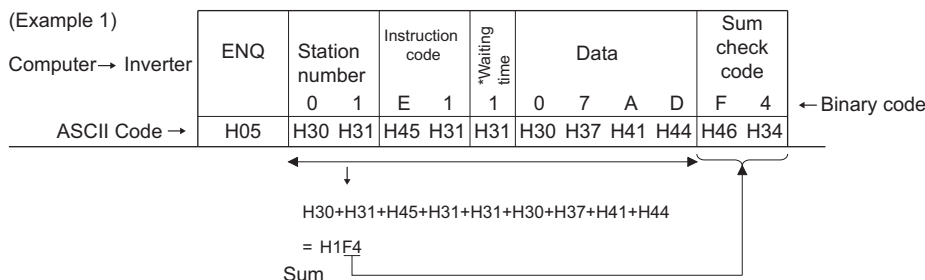 (Example 1)
Computer→ Inverter
ENQ
Station number
Instruction code
*Waiting time
Data
Sum check code
0 1 E 1 1 0 7 A D F 4 ←Binary code
ASCII Code → H05 H30 H31 H45 H31 H31 H30 H37 H41 H44 H46 H34
H30+H31+H45+H31+H31+H30+H37+H41+H44
= H1F4
Sum